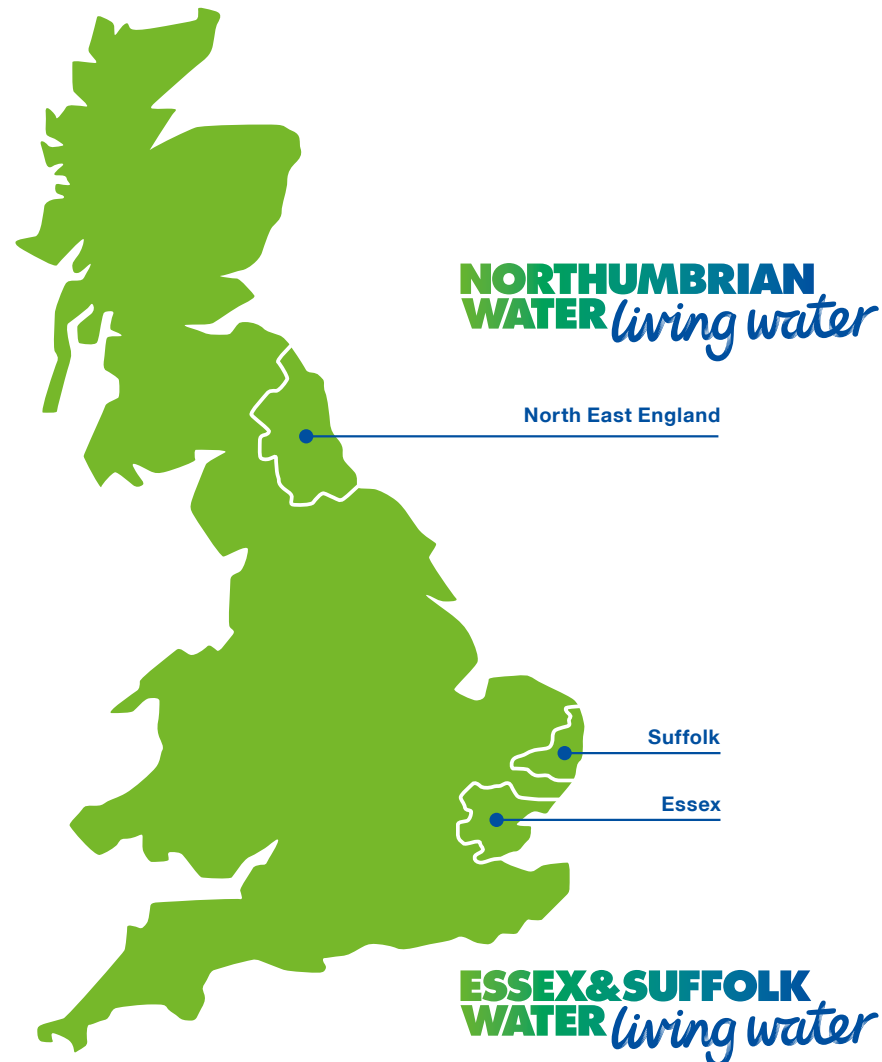 NORTHUMBRIAN
WATER living water
North East England
Suffolk
Essex
ESSEX&SUFFOLK
WATER living water